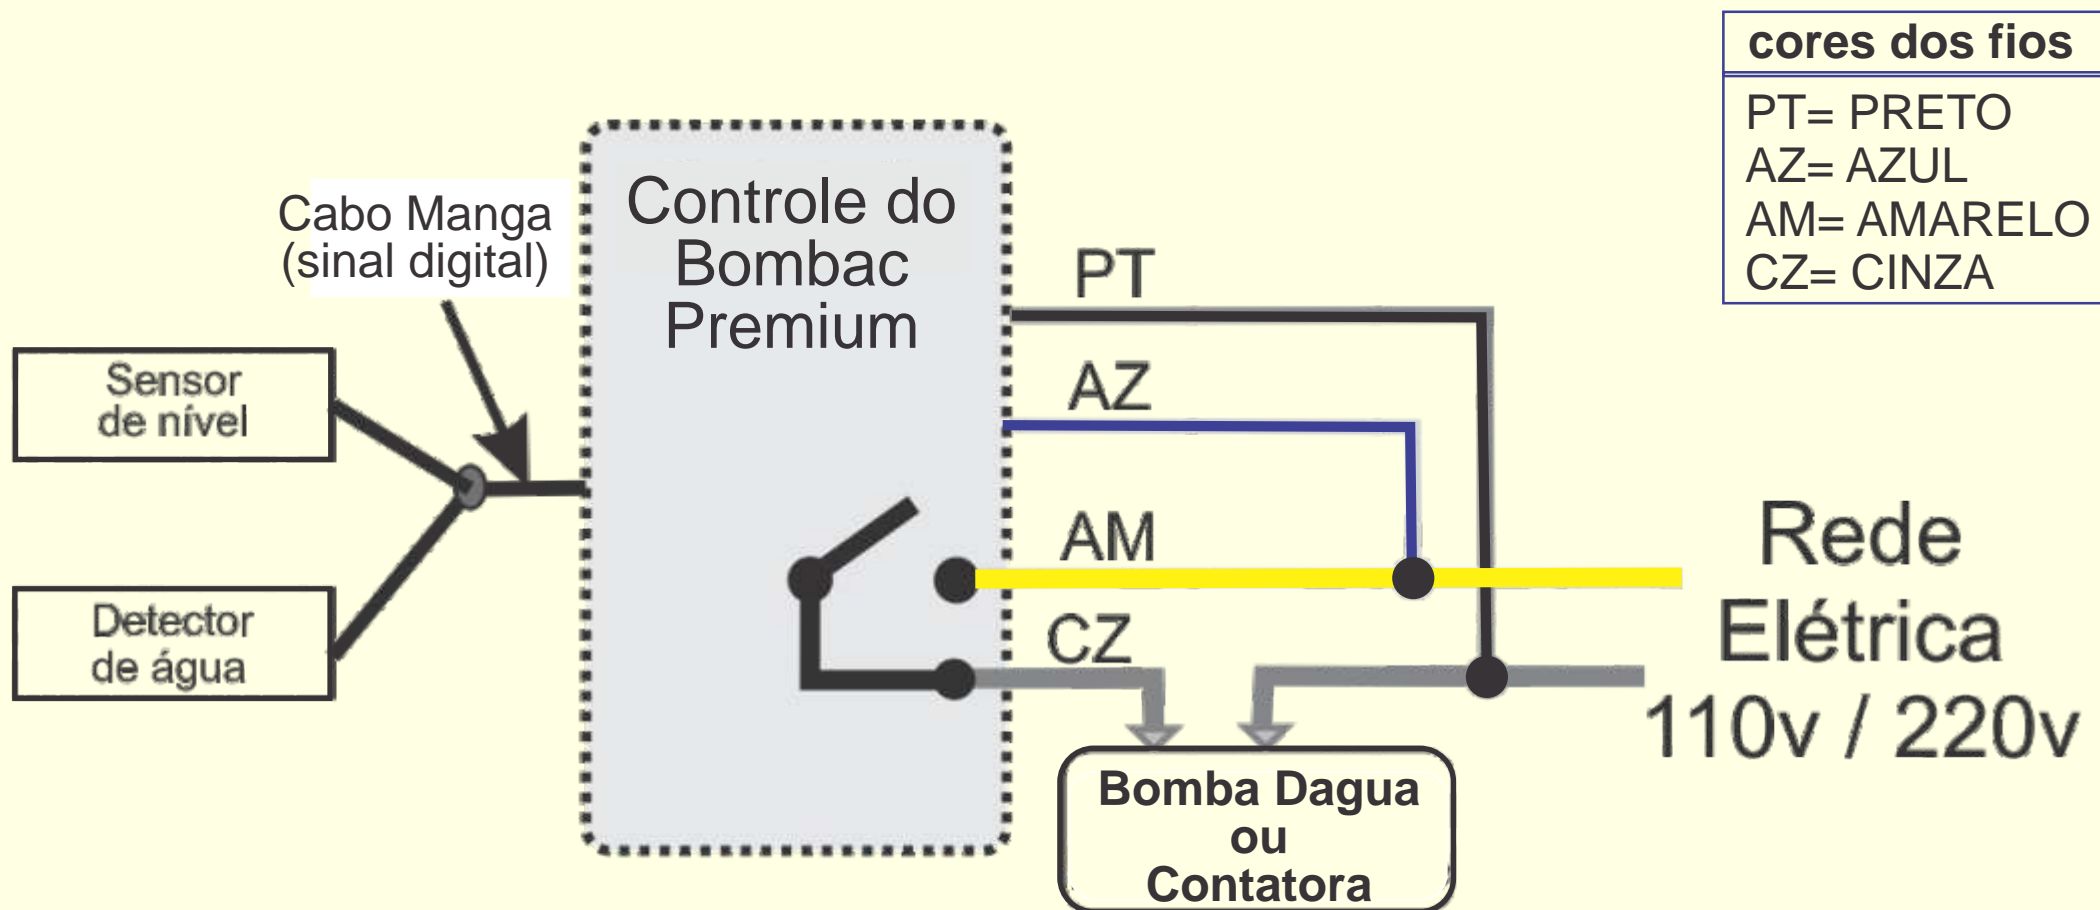 cores dos fios
PT= PRETO
AZ= AZUL
AM= AMARELO
CZ= CINZA
Controle do
Bombac
Premium
Cabo Manga
(sinal digital)
Sensor
de nível
Detector
de água
PT
AZ
AM
CZ
Rede
Elétrica
110v / 220v
Bomba Dagua
ou
Contatora